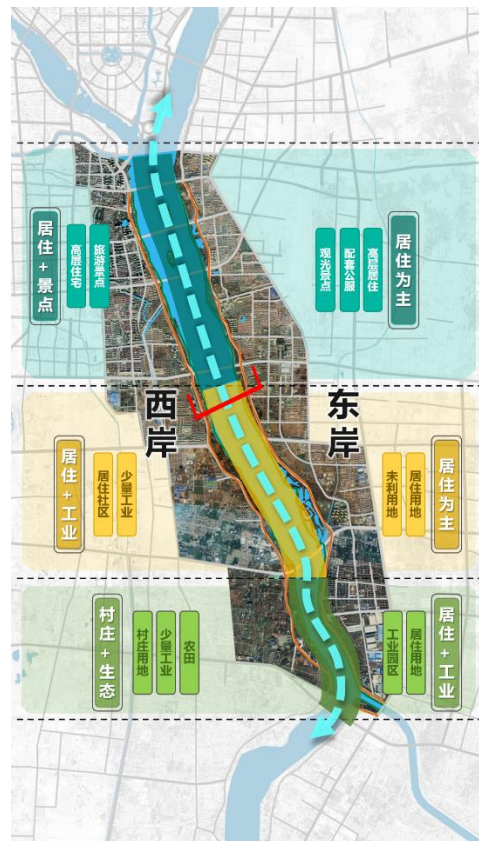 居住+景点
高层住宅
旅游景点
观光景点
配套公服
高层居住
居住为主
西岸
东岸
居住+工业
居住社区
少量工业
未利用地
居住用地
居住为主
村庄+生态
村庄用地
少量工业
农田
工业园区
居住用地
居住+工业